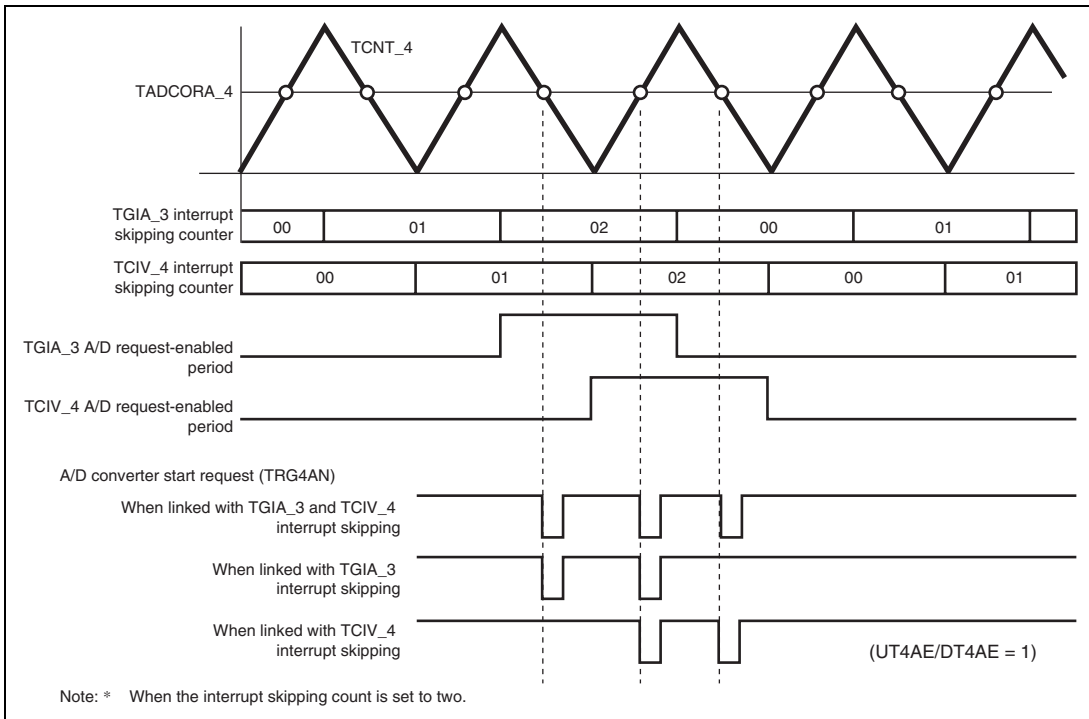 TCNT_4
TADCORA_4
TGIA_3 interrupt
skipping counter
00 01 02 00 01
TCIV_4 interrupt
skipping counter
00 01 02 00 01
TGIA_3 A/D request-enabled
period
TCIV_4 A/D request-enabled
period
A/D converter start request (TRG4AN)
When linked with TGIA_3 and TCIV_4
interrupt skipping
When linked with TGIA_3
interrupt skipping
When linked with TCIV_4
interrupt skipping
(UT4AE/DT4AE = 1)
Note: * When the interrupt skipping count is set to two.